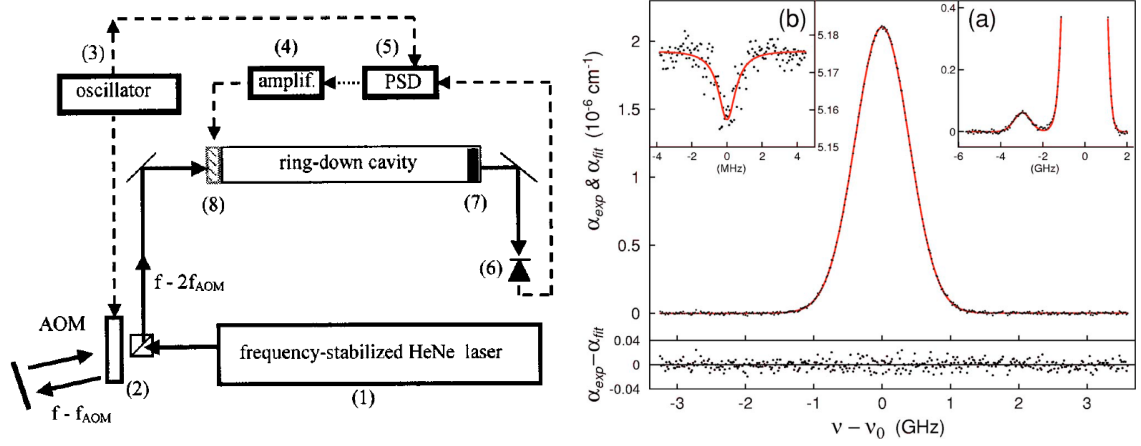 (3)
(4)
(5)
oscillator
amplif.
PSD
ring-down cavity
(8)
(7)
(6)
f - 2f_AOM
AOM
frequency-stabilized HeNe laser
(2)
(1)
f - f_AOM
(b)
(a)
α_exp & α_fit (10⁻⁶ cm⁻¹)
2
1.5
1
0.5
0
5.18
5.17
5.16
5.15
-4 -2 0 2 4
(MHz)
0.4
0.2
0
-6 -4 -2 0 2
(GHz)
α_exp–α_fit
0.04
0
-0.04
-3 -2 -1 0 1 2 3
ν – ν₀ (GHz)